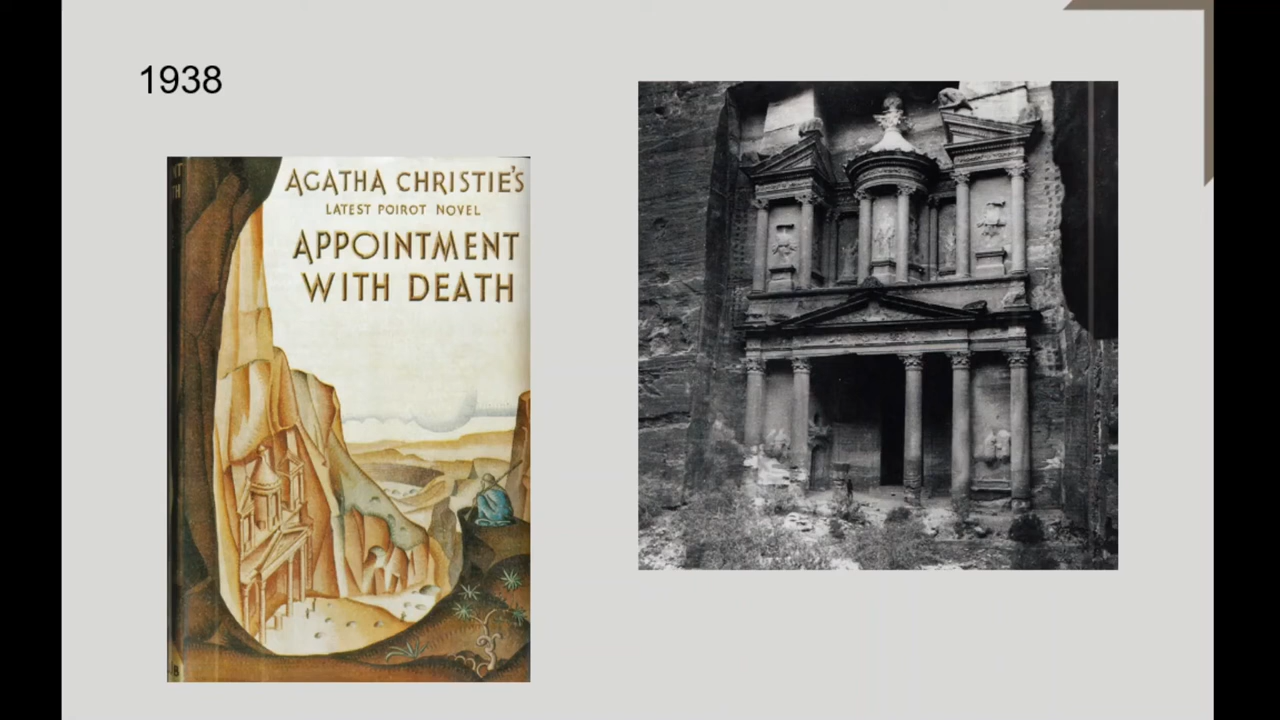 1938
AGATHA CHRISTIE'S
LATEST POIROT NOVEL
APPOINTMENT
WITH DEATH